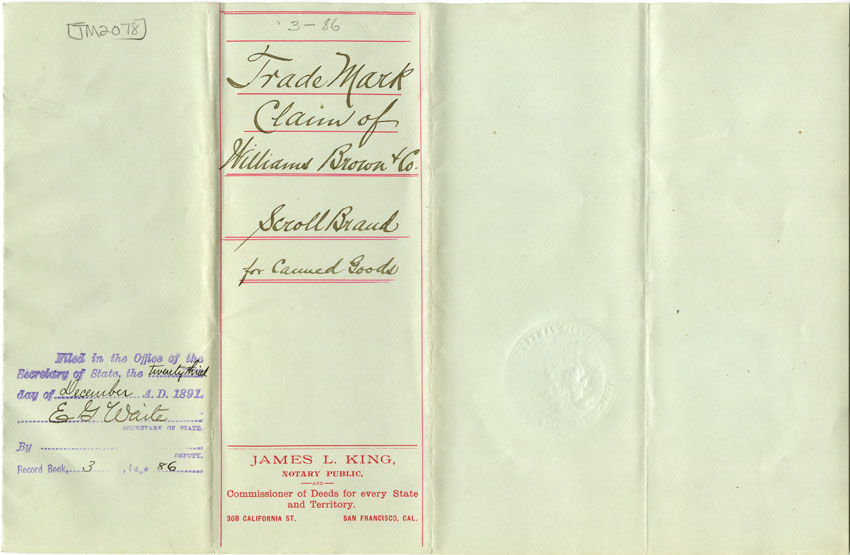 JM2078
3-86
Trade Mark
Claim of
Williams Brown & Co.
Scroll Brand
for Canned Goods
Filed in the Office of the
Secretary of State, the twenty third
day of December A.D. 1891.
E G Waite
SECRETARY OF STATE.
By
DEPUTY.
Record Book, 3 , 86
JAMES L. KING,
NOTARY PUBLIC,
AND
Commissioner of Deeds for every State
and Territory.
308 CALIFORNIA ST. SAN FRANCISCO, CAL.